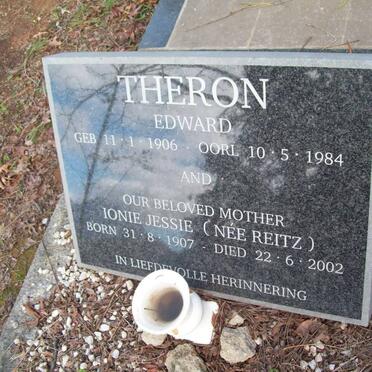 THERON
EDWARD
GEB 11·1·1906 · OORL 10·5·1984
AND
OUR BELOVED MOTHER
IONIE JESSIE (NÉE REITZ)
BORN 31·8·1907 · DIED 22·6·2002
IN LIEFDEVOLLE HERINNERING